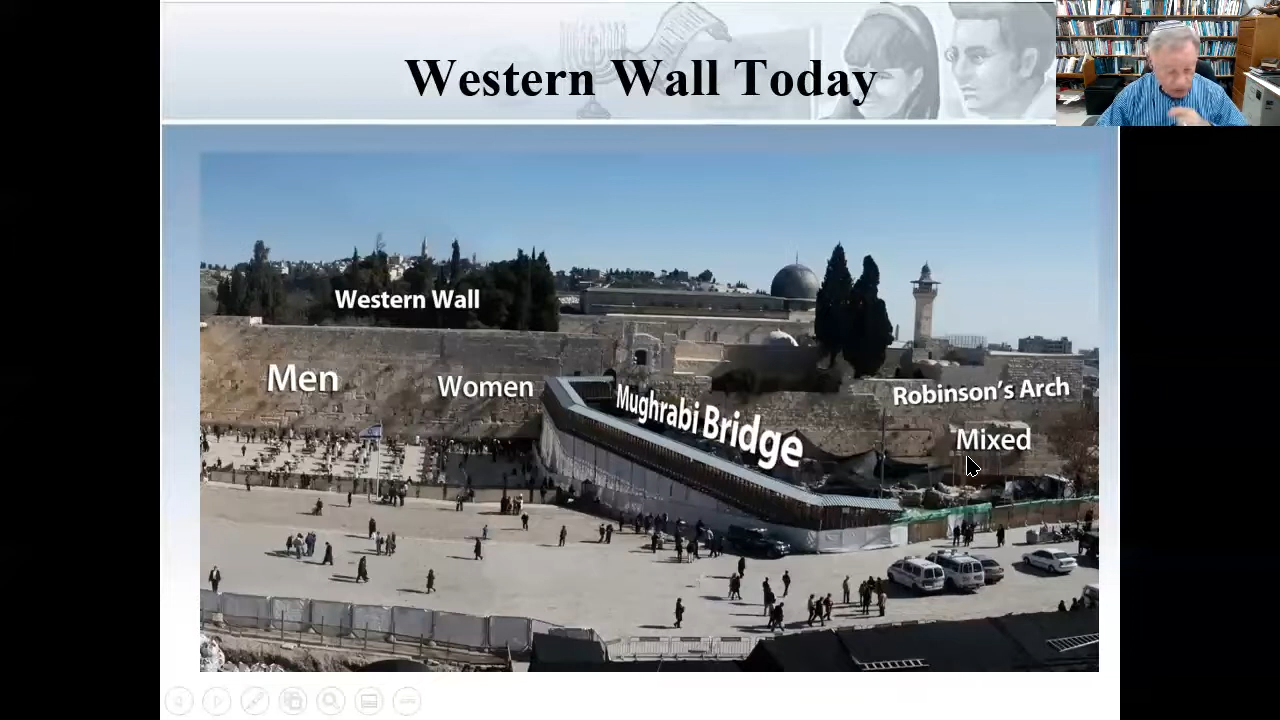 Western Wall Today
Western Wall
Men
Women
Mughrabi Bridge
Robinson's Arch
Mixed